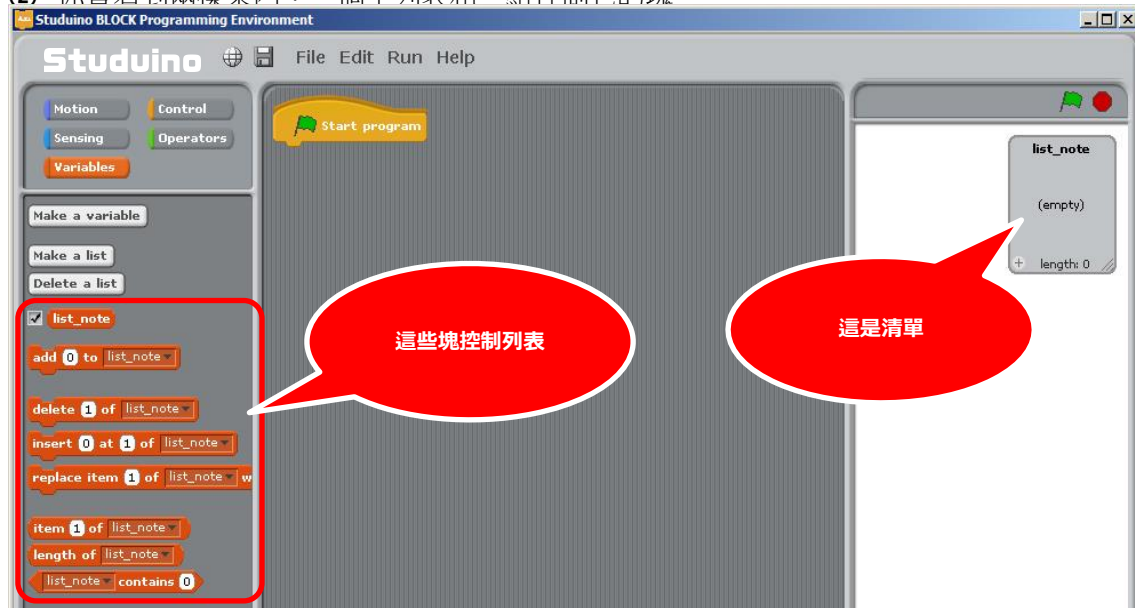 Studuino BLOCK Programming Environment
Studuino File Edit Run Help
Motion Control
Sensing Operators
Variables
Make a variable
Make a list
Delete a list
list_note
add 0 to list_note
delete 1 of list_note
insert 0 at 1 of list_note
replace item 1 of list_note w
item 1 of list_note
length of list_note
list_note contains 0
Start program
這些塊控制列表
list_note
(empty)
+ length: 0
這是清單